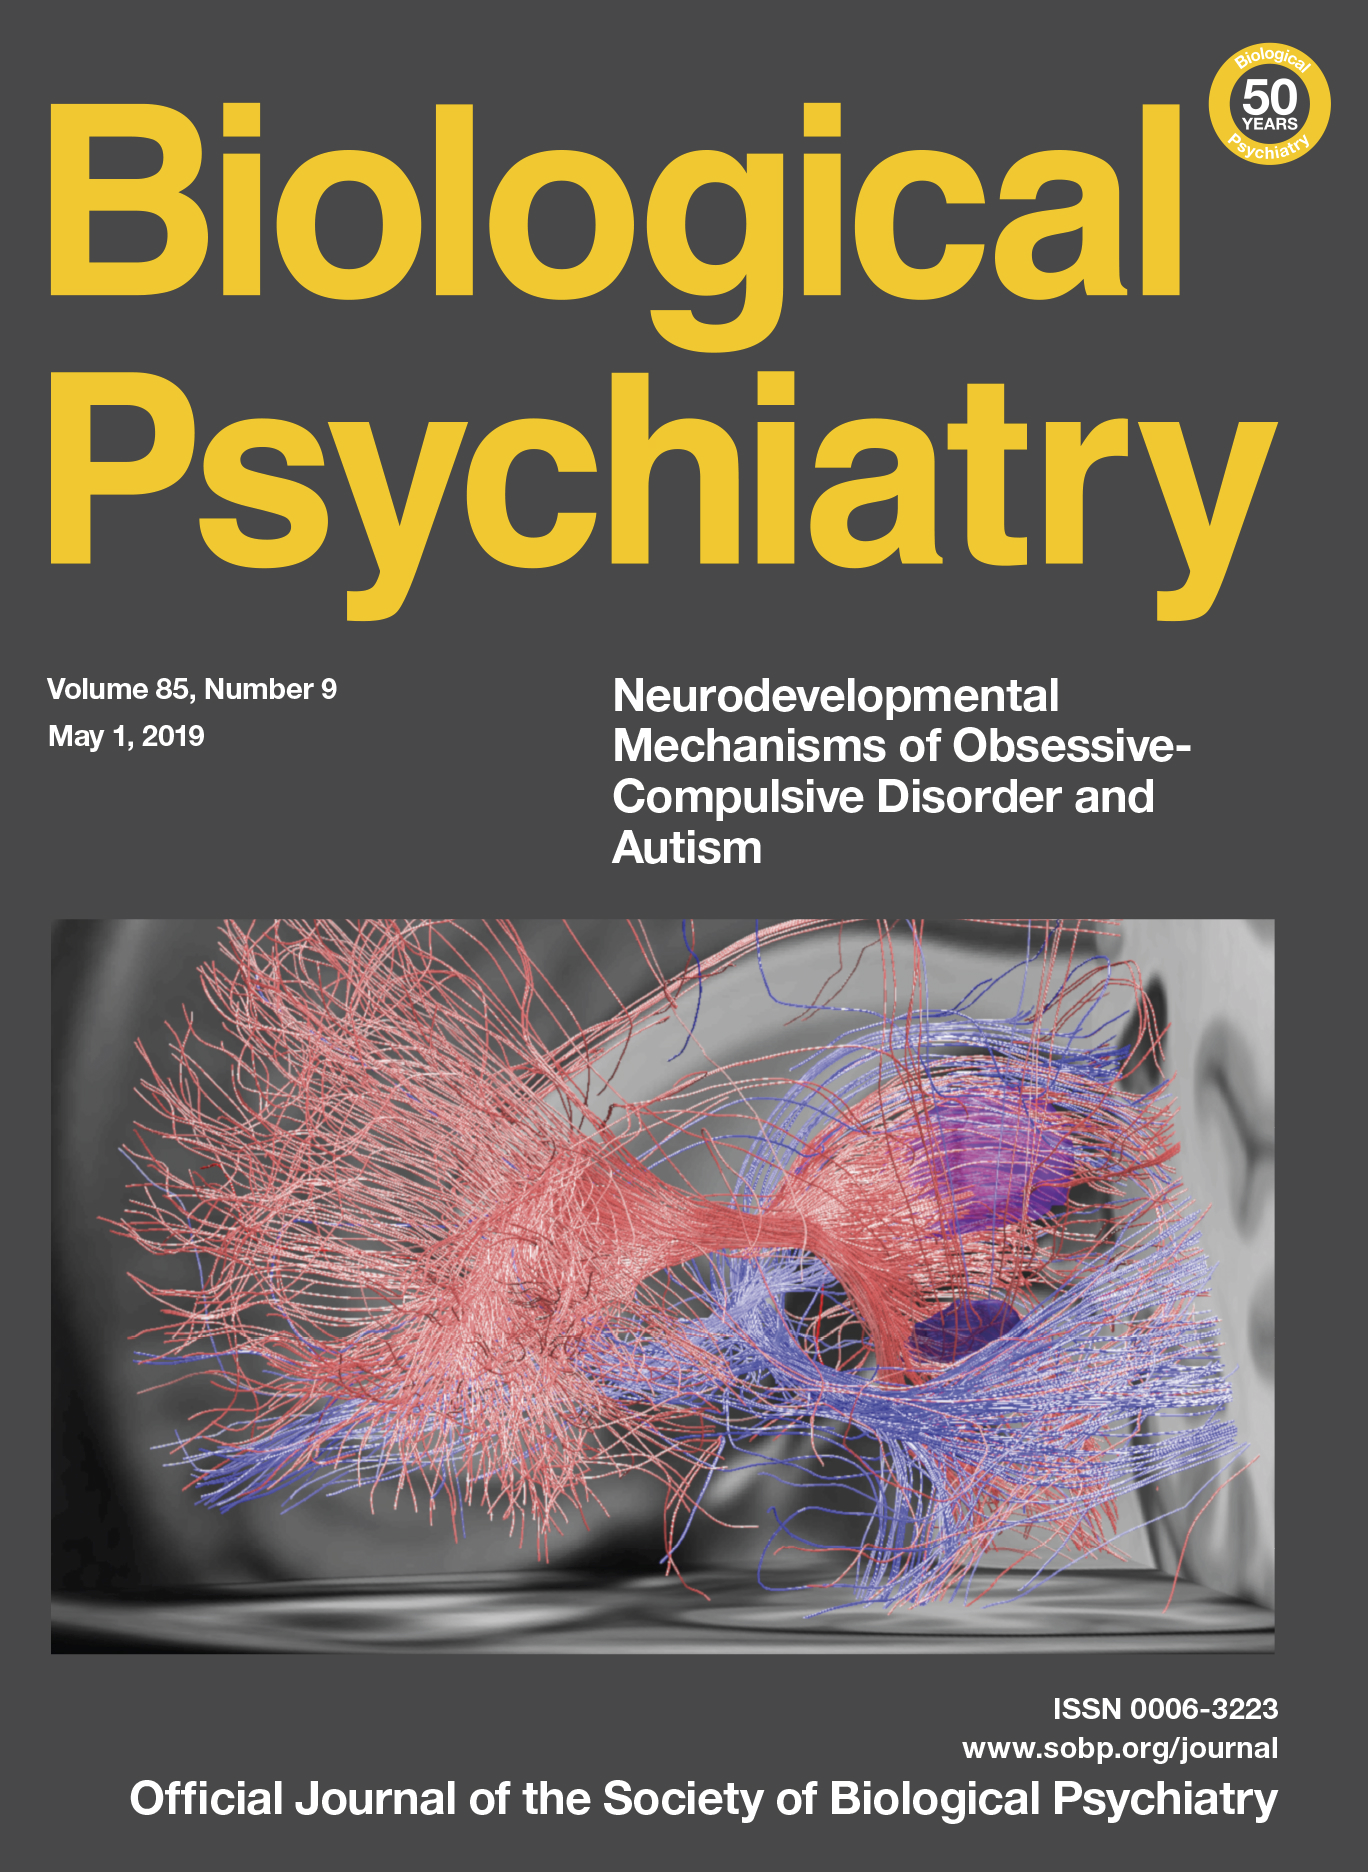 Biological
50
YEARS
Psychiatry
Biological
Psychiatry
Volume 85, Number 9
May 1, 2019
Neurodevelopmental
Mechanisms of Obsessive-
Compulsive Disorder and
Autism
ISSN 0006-3223
www.sobp.org/journal
Official Journal of the Society of Biological Psychiatry